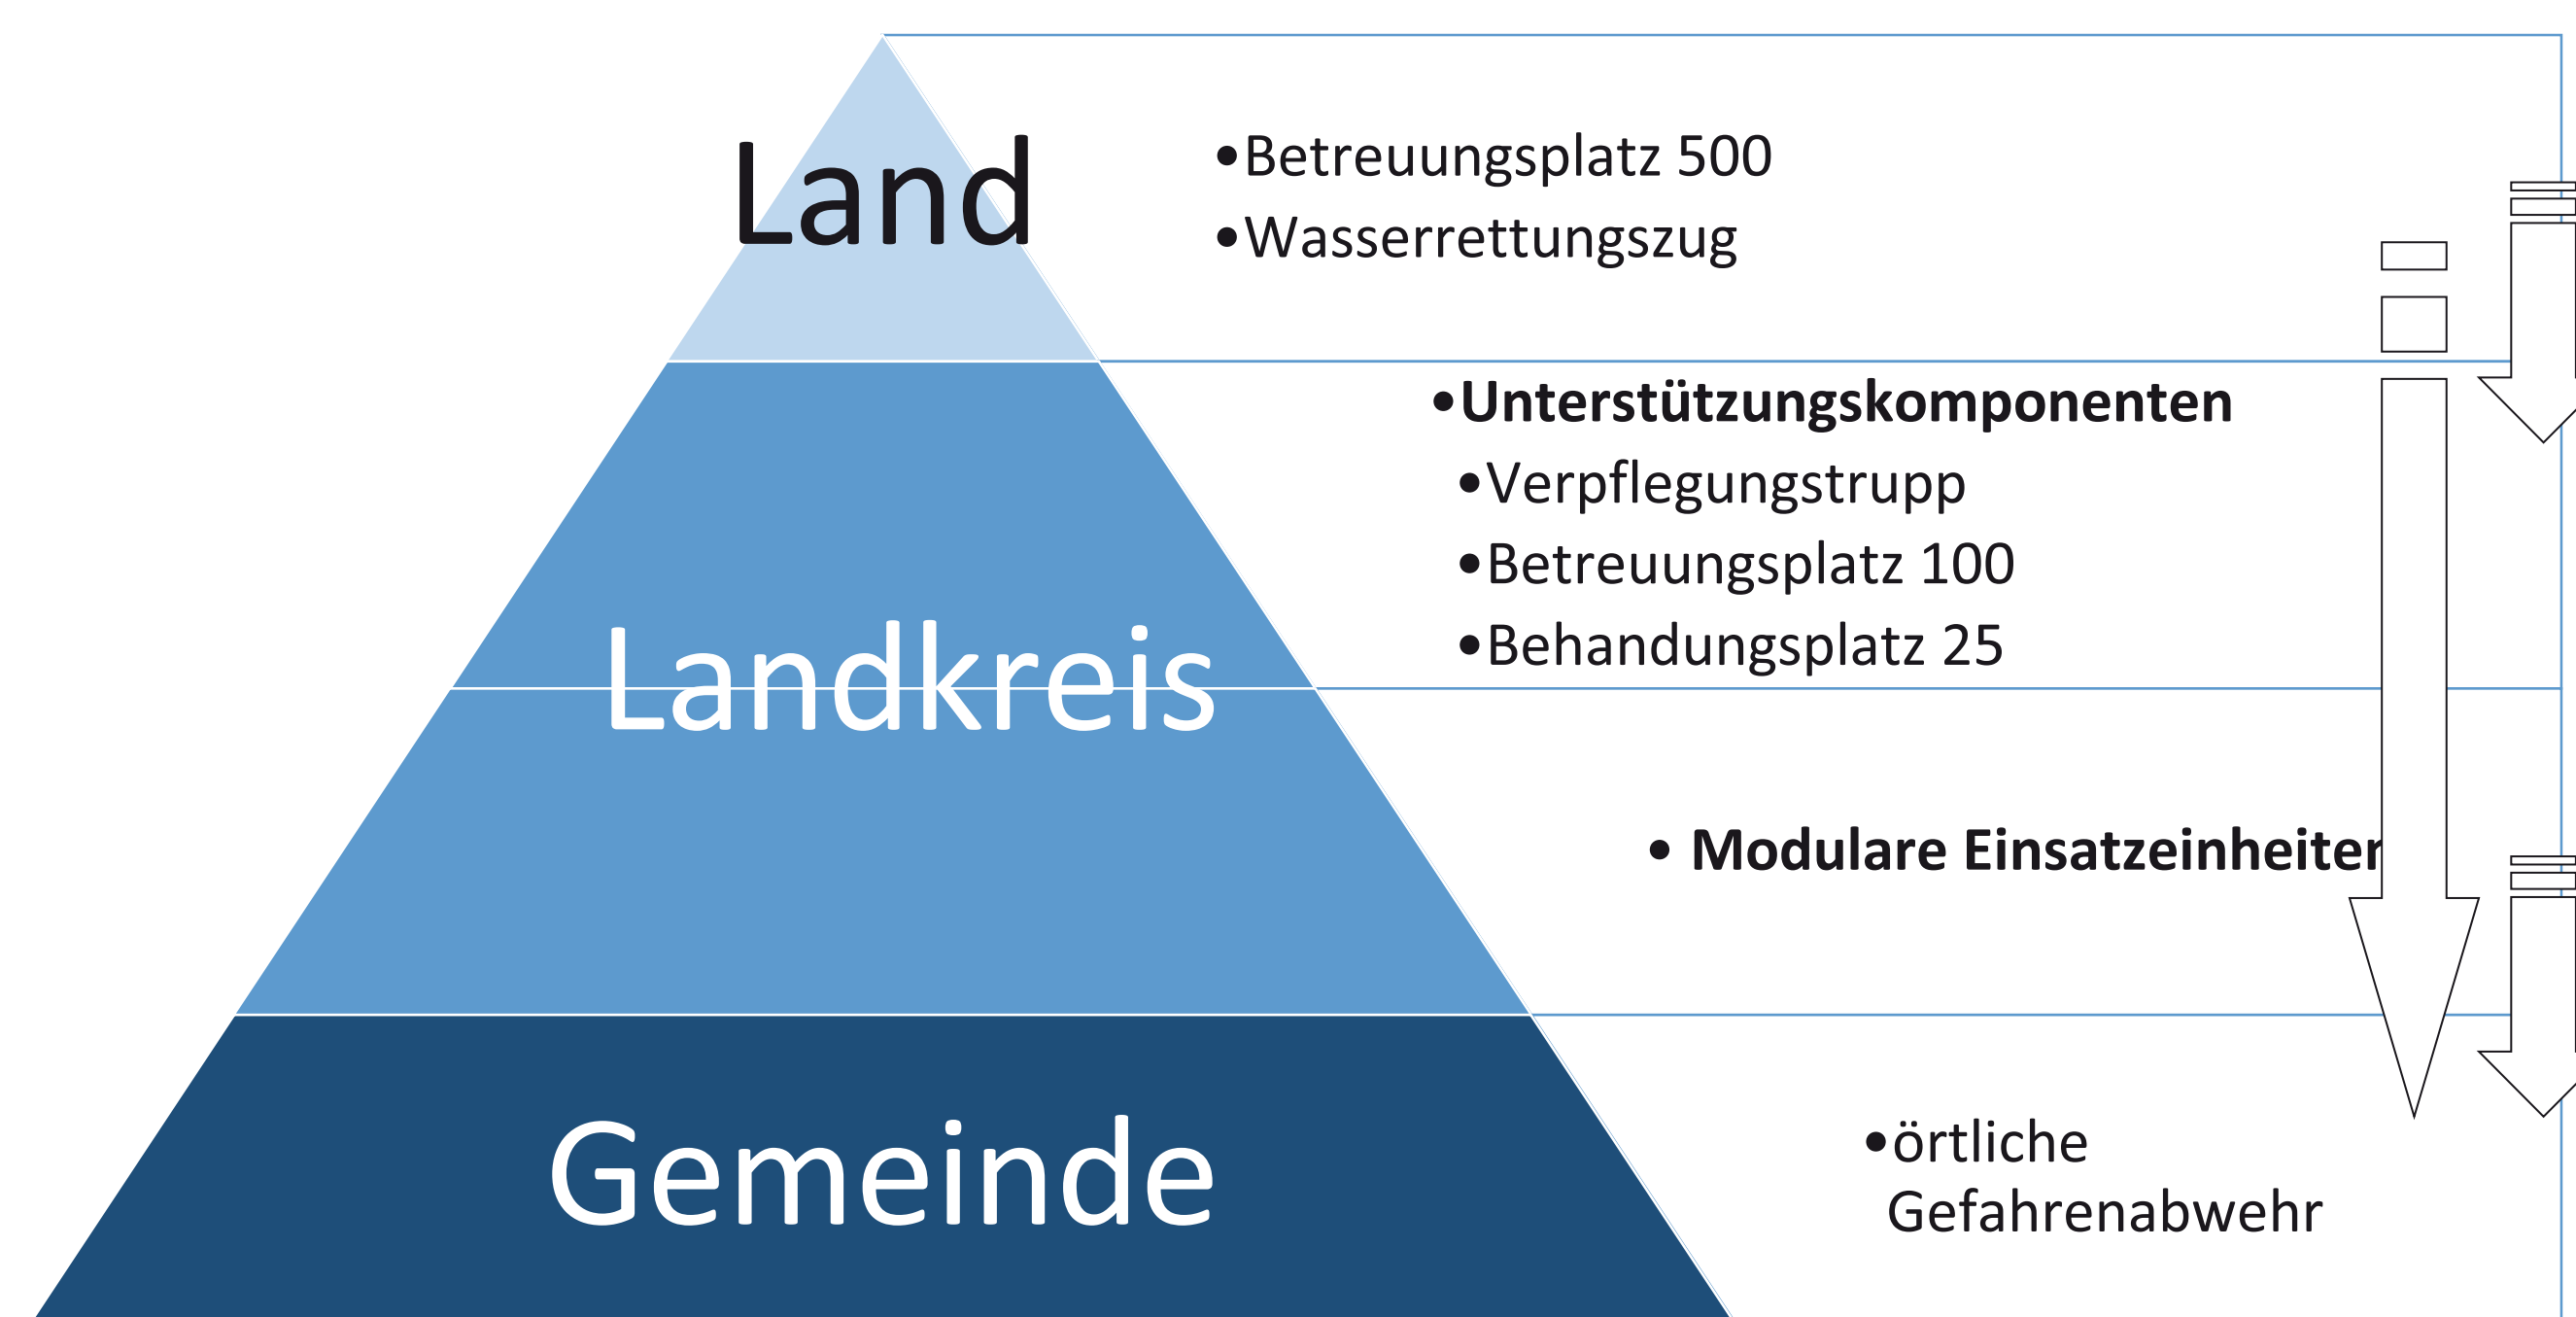 Land
•Betreuungsplatz 500
•Wasserrettungszug
Landkreis
•Unterstützungskomponenten
•Verpflegungstrupp
•Betreuungsplatz 100
•Behandungsplatz 25
• Modulare Einsatzeinheiten
Gemeinde
•örtliche
Gefahrenabwehr